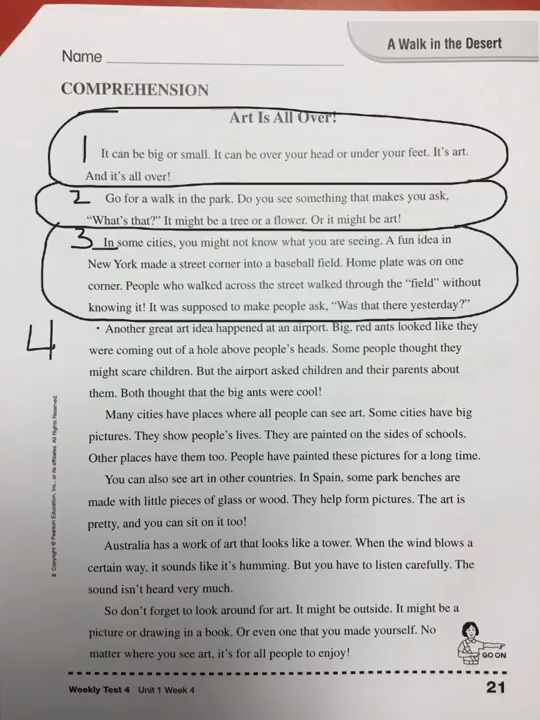 A Walk in the Desert
Name
COMPREHENSION
Art Is All Over!
1 It can be big or small. It can be over your head or under your feet. It's art.
And it's all over!
2 Go for a walk in the park. Do you see something that makes you ask,
"What's that?" It might be a tree or a flower. Or it might be art!
3 In some cities, you might not know what you are seeing. A fun idea in
New York made a street corner into a baseball field. Home plate was on one
corner. People who walked across the street walked through the "field" without
knowing it! It was supposed to make people ask, "Was that there yesterday?"
4 Another great art idea happened at an airport. Big, red ants looked like they
were coming out of a hole above people's heads. Some people thought they
might scare children. But the airport asked children and their parents about
them. Both thought that the big ants were cool!
Many cities have places where all people can see art. Some cities have big
pictures. They show people's lives. They are painted on the sides of schools.
Other places have them too. People have painted these pictures for a long time.
You can also see art in other countries. In Spain, some park benches are
made with little pieces of glass or wood. They help form pictures. The art is
pretty, and you can sit on it too!
Australia has a work of art that looks like a tower. When the wind blows a
certain way, it sounds like it's humming. But you have to listen carefully. The
sound isn't heard very much.
So don't forget to look around for art. It might be outside. It might be a
picture or drawing in a book. Or even one that you made yourself. No
matter where you see art, it's for all people to enjoy!
GO ON
Copyright © Pearson Education, Inc., or its affiliates. All Rights Reserved.
Weekly Test 4 Unit 1 Week 4
21